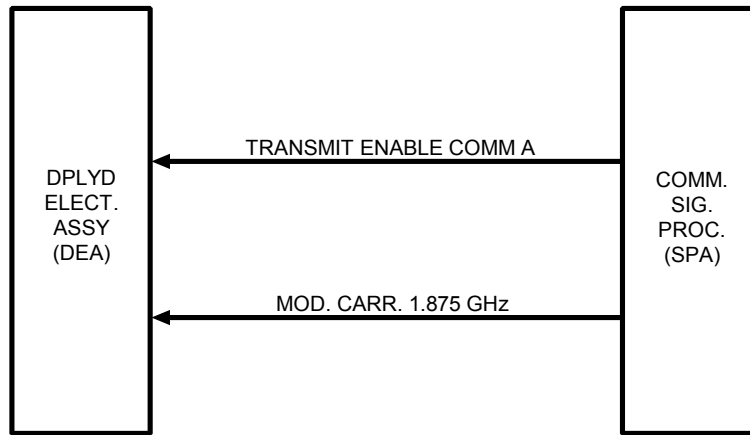 TRANSMIT ENABLE COMM A
DPLYD
ELECT.
ASSY
(DEA)
COMM.
SIG.
PROC.
(SPA)
MOD. CARR. 1.875 GHz